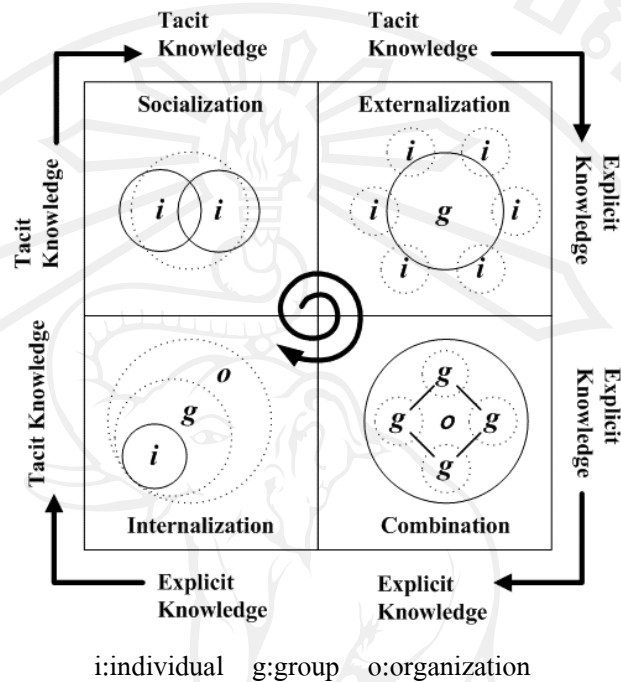 Tacit
Knowledge
Tacit
Knowledge
Tacit
Knowledge
Socialization
i i
Externalization
i i
i g i
i i
Explicit
Knowledge
Tacit Knowledge
o
g
i
Internalization
g
g o g
g
Combination
Explicit
Knowledge
Explicit
Knowledge
Explicit
Knowledge
i:individual g:group o:organization